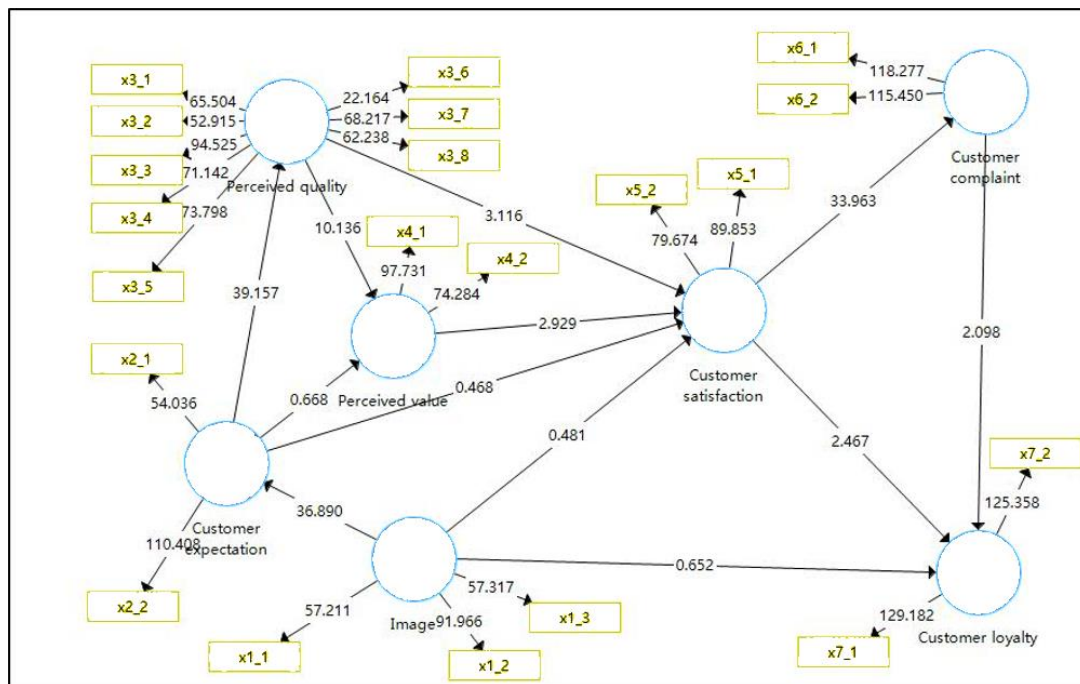 x3_1
65.504
x3_2
52.915
x3_3
94.525
x3_4
71.142
x3_5
73.798
x3_6
22.164
x3_7
68.217
x3_8
62.238
Perceived quality
x6_1
118.277
x6_2
115.450
Customer
complaint
x5_2
79.674
x5_1
89.853
33.963
3.116
10.136
x4_1
97.731
x4_2
74.284
39.157
2.929
2.098
x2_1
54.036
0.668
Perceived value
0.468
Customer
satisfaction
0.481
2.467
x7_2
125.358
36.890
Customer
expectation
110.408
x2_2
0.652
57.211
x1_1
Image
91.966
x1_2
57.317
x1_3
129.182
x7_1
Customer loyalty